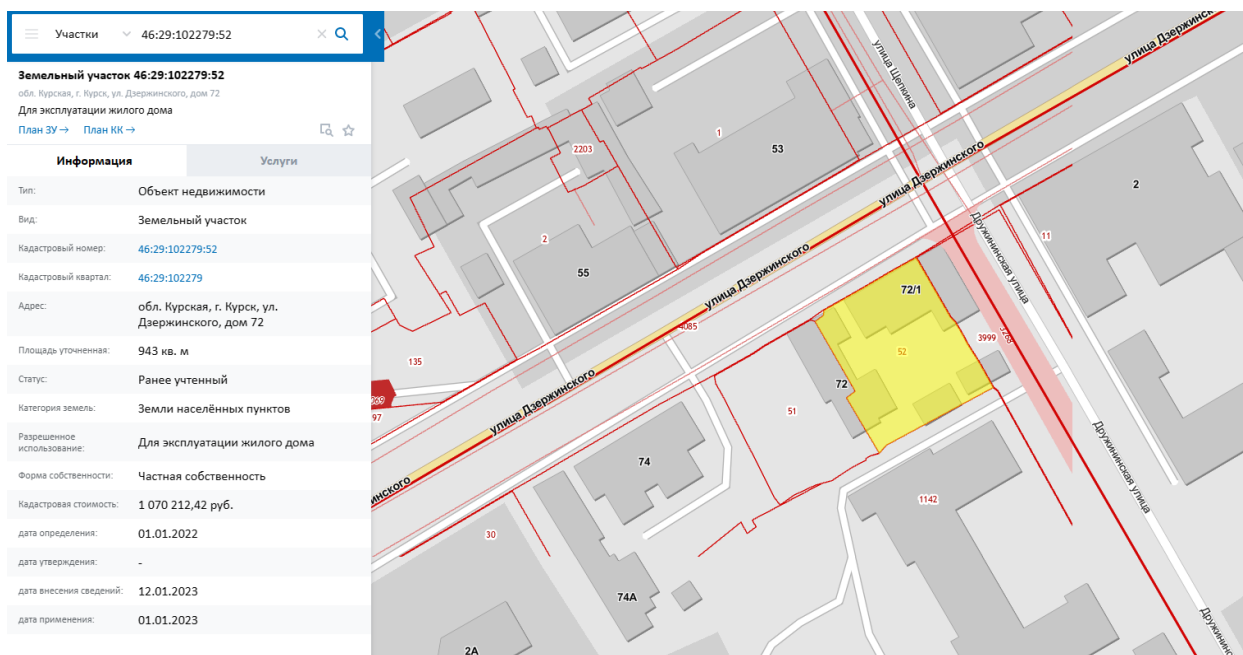 Участки 46:29:102279:52
Земельный участок 46:29:102279:52
обл. Курская, г. Курск, ул. Дзержинского, дом 72
Для эксплуатации жилого дома
План ЗУ → План КК →
Информация Услуги
Тип: Объект недвижимости
Вид: Земельный участок
Кадастровый номер: 46:29:102279:52
Кадастровый квартал: 46:29:102279
Адрес: обл. Курская, г. Курск, ул.
Дзержинского, дом 72
Площадь уточненная: 943 кв. м
Статус: Ранее учтенный
Категория земель: Земли населённых пунктов
Разрешенное
использование: Для эксплуатации жилого дома
Форма собственности: Частная собственность
Кадастровая стоимость: 1 070 212,42 руб.
дата определения: 01.01.2022
дата утверждения: -
дата внесения сведений: 12.01.2023
дата применения: 01.01.2023
улица Щепкина
улица Дзержинского
1
2203
53
улица Дзержинского
2
Дружининская улица
11
2
55
улица Дзержинского
72/1
4085
3999
3268
52
135
улица Дзержинского
72
97
51
74
Дружининская улица
1142
30
74А
2А